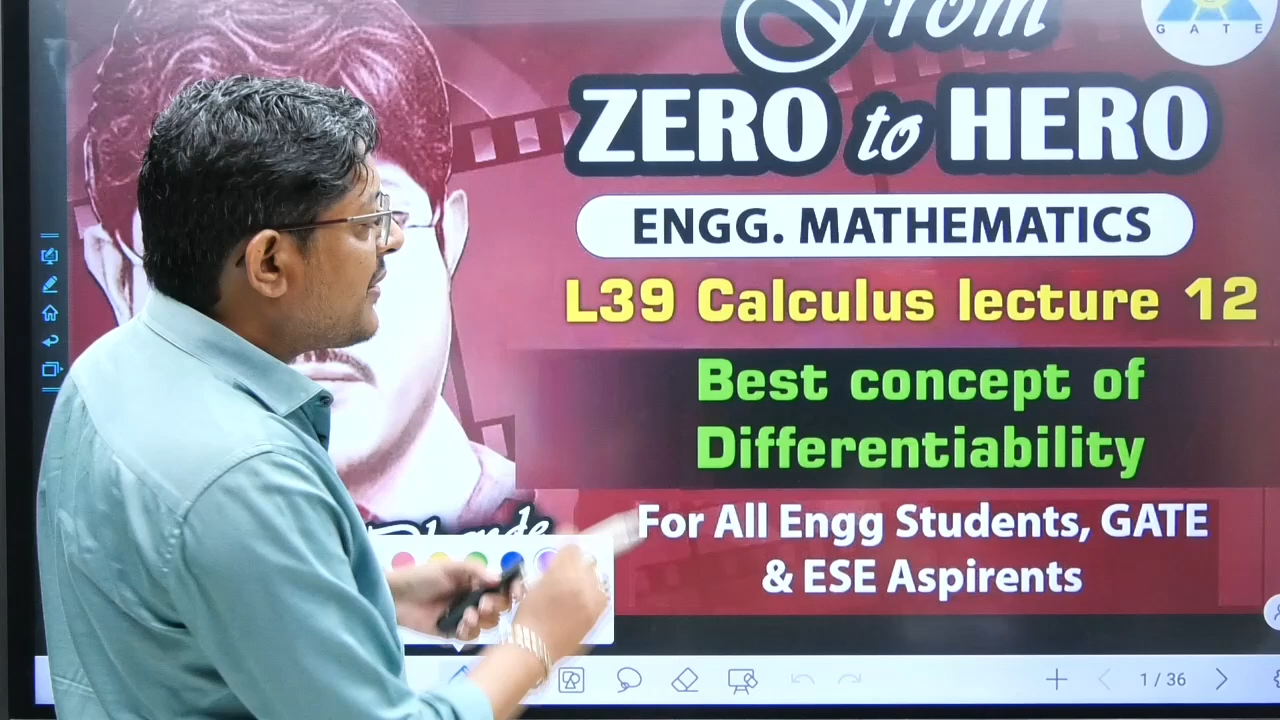 From
GATE
ZERO to HERO
ENGG. MATHEMATICS
L39 Calculus lecture 12
Best concept of
Differentiability
For All Engg Students, GATE
& ESE Aspirents
1 / 36